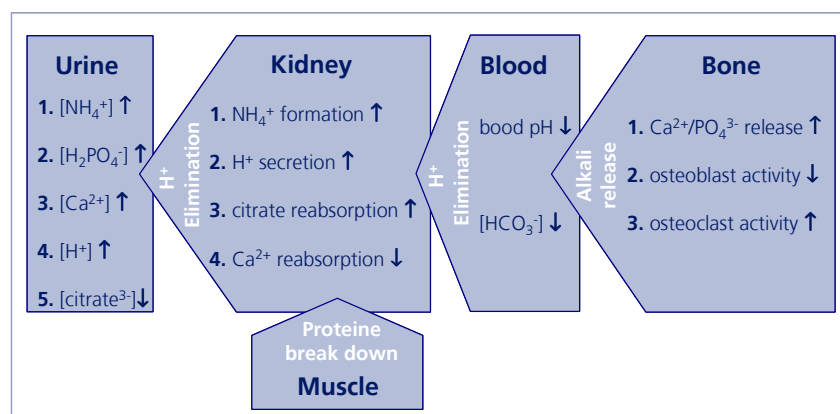 Urine
1. [NH₄⁺] ↑
2. [H₂PO₄⁻] ↑
3. [Ca²⁺] ↑
4. [H⁺] ↑
5. [citrate³⁻]↓
H⁺
Elimination
Kidney
1. NH₄⁺ formation ↑
2. H⁺ secretion ↑
3. citrate reabsorption ↑
4. Ca²⁺ reabsorption ↓
H⁺
Elimination
Blood
bood pH ↓
[HCO₃⁻] ↓
Alkali
release
Bone
1. Ca²⁺/PO₄³⁻ release ↑
2. osteoblast activity ↓
3. osteoclast activity ↑
Proteine
break down
Muscle